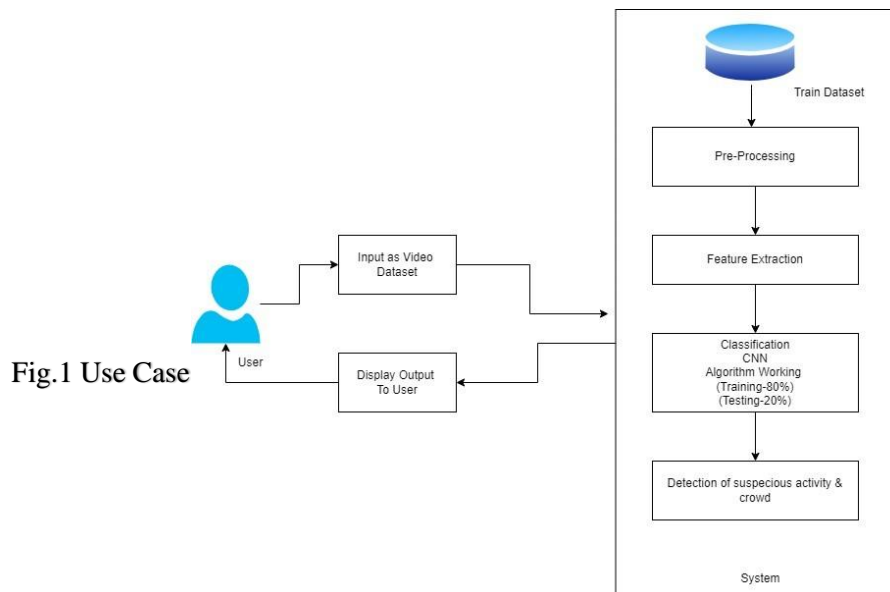 Train Dataset
Pre-Processing
Input as Video
Dataset
Feature Extraction
User
Fig.1 Use Case
Display Output
To User
Classification
CNN
Algorithm Working
(Training-80%)
(Testing-20%)
Detection of suspecious activity &
crowd
System